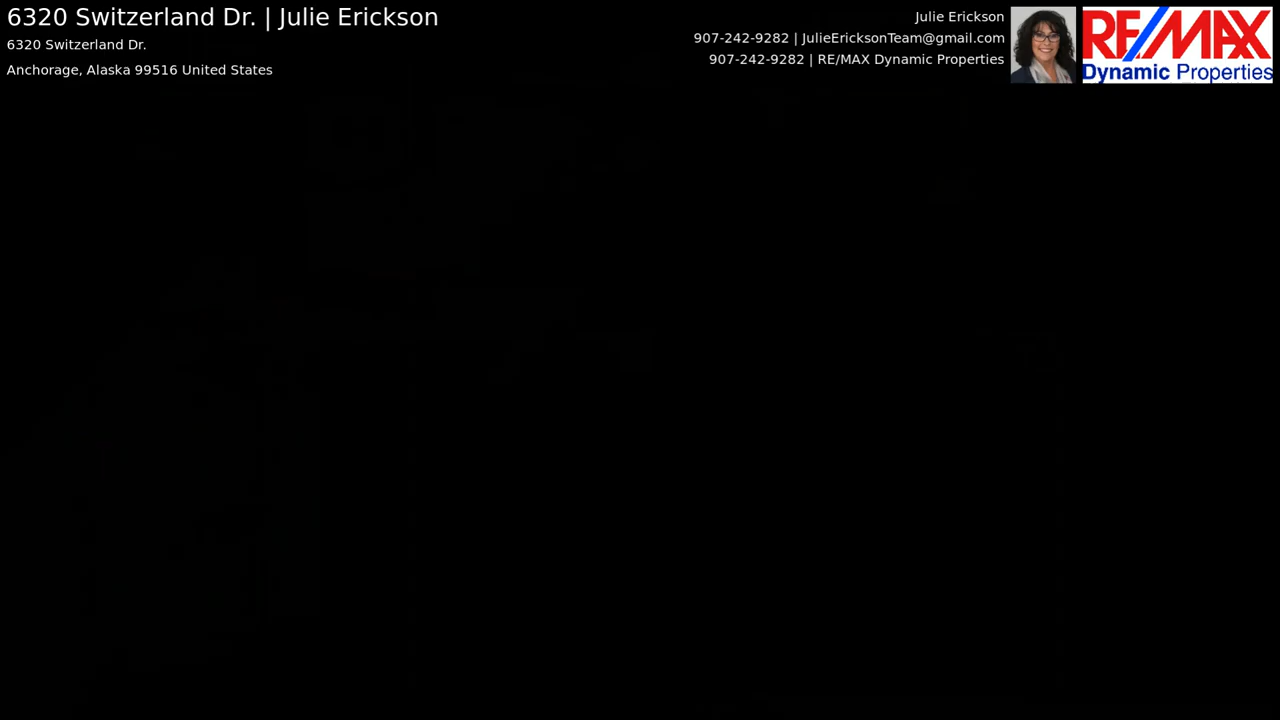 6320 Switzerland Dr. | Julie Erickson
6320 Switzerland Dr.
Anchorage, Alaska 99516 United States
Julie Erickson
907-242-9282 | JulieEricksonTeam@gmail.com
907-242-9282 | RE/MAX Dynamic Properties
RE/MAX
Dynamic Properties